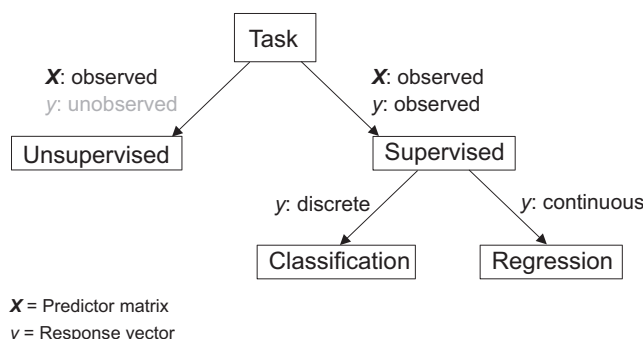 Task
X: observed
y: unobserved
X: observed
y: observed
Unsupervised
Supervised
y: discrete
y: continuous
Classification
Regression
X = Predictor matrix
y = Response vector